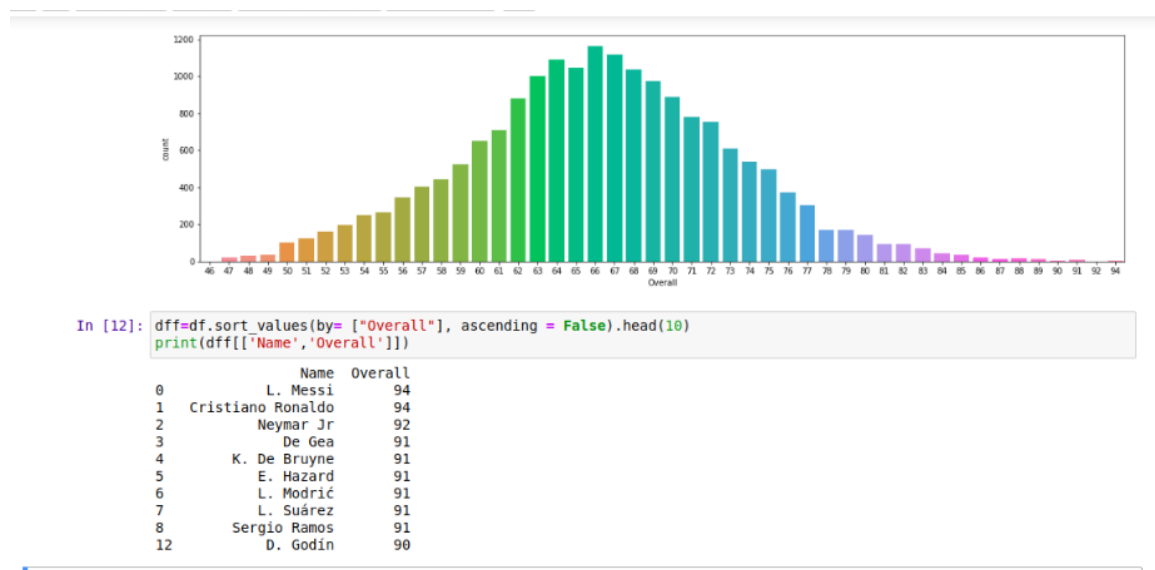 1200
1000
800
600
400
200
0
count
46 47 48 49 50 51 52 53 54 55 56 57 58 59 60 61 62 63 64 65 66 67 68 69 70 71 72 73 74 75 76 77 78 79 80 81 82 83 84 85 86 87 88 89 90 91 92 94
Overall
In [12]: dff=df.sort_values(by= ["Overall"], ascending = False).head(10)
print(dff[['Name','Overall']])
Name Overall
0 L. Messi 94
1 Cristiano Ronaldo 94
2 Neymar Jr 92
3 De Gea 91
4 K. De Bruyne 91
5 E. Hazard 91
6 L. Modrić 91
7 L. Suárez 91
8 Sergio Ramos 91
12 D. Godín 90